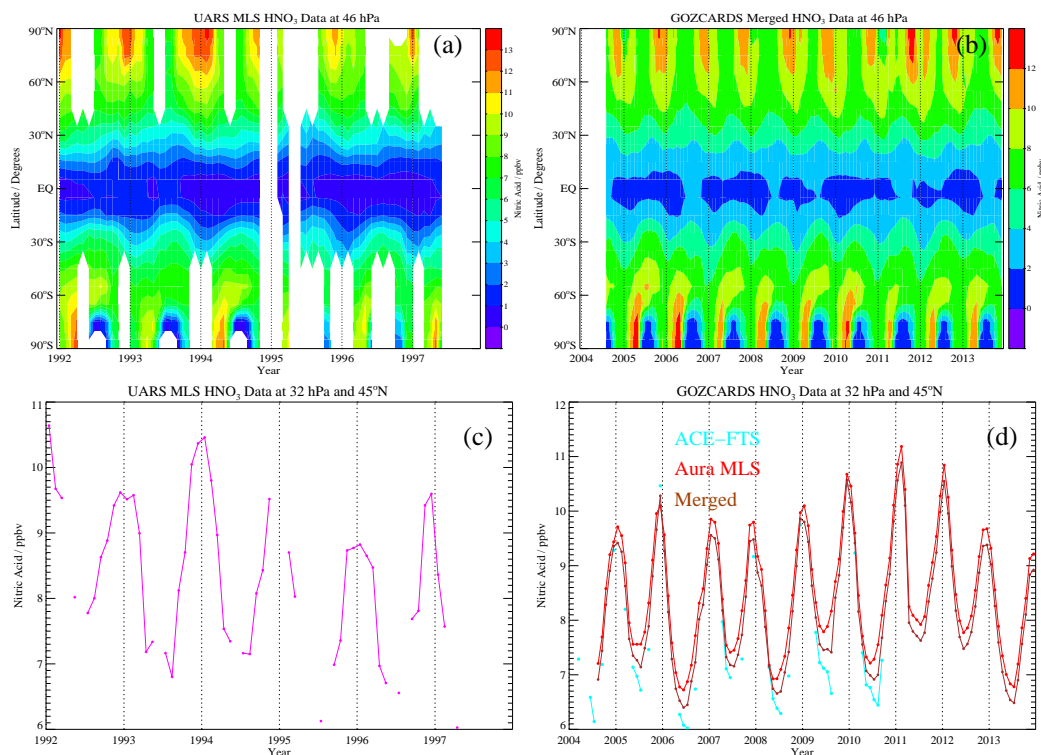 UARS MLS HNO₃ Data at 46 hPa
(a)
90°N
60°N
30°N
EQ
30°S
60°S
90°S
Latitude / Degrees
1992 1993 1994 1995 1996 1997
Year
13
12
11
10
9
8
7
6
5
4
3
2
1
0
Nitric Acid / ppbv
GOZCARDS Merged HNO₃ Data at 46 hPa
(b)
90°N
60°N
30°N
EQ
30°S
60°S
90°S
Latitude / Degrees
2004 2005 2006 2007 2008 2009 2010 2011 2012 2013
Year
12
10
8
6
4
2
0
Nitric Acid / ppbv
UARS MLS HNO₃ Data at 32 hPa and 45°N
(c)
11
10
9
8
7
6
Nitric Acid / ppbv
1992 1993 1994 1995 1996 1997
Year
GOZCARDS HNO₃ Data at 32 hPa and 45°N
(d)
ACE−FTS
Aura MLS
Merged
12
11
10
9
8
7
6
Nitric Acid / ppbv
2004 2005 2006 2007 2008 2009 2010 2011 2012 2013
Year